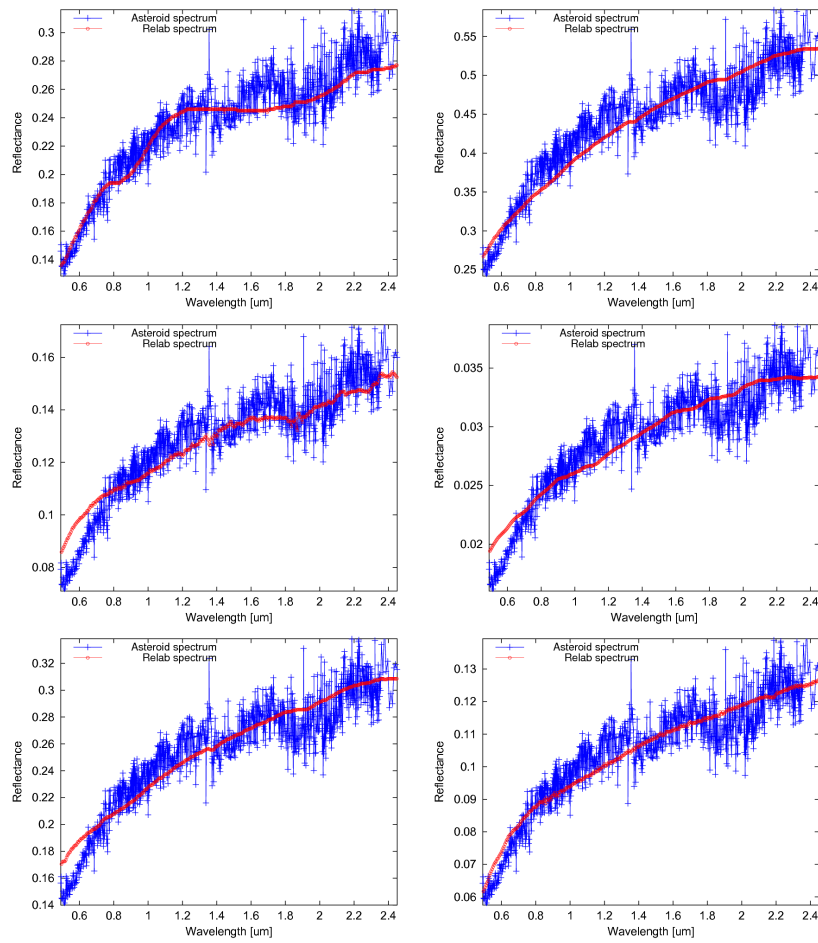 Asteroid spectrum
Relab spectrum
0.3
0.28
0.26
0.24
0.22
0.2
0.18
0.16
0.14
Reflectance
0.6 0.8 1 1.2 1.4 1.6 1.8 2 2.2 2.4
Wavelength [um]
Asteroid spectrum
Relab spectrum
0.55
0.5
0.45
0.4
0.35
0.3
0.25
Reflectance
0.6 0.8 1 1.2 1.4 1.6 1.8 2 2.2 2.4
Wavelength [um]
Asteroid spectrum
Relab spectrum
0.16
0.14
0.12
0.1
0.08
Reflectance
0.6 0.8 1 1.2 1.4 1.6 1.8 2 2.2 2.4
Wavelength [um]
Asteroid spectrum
Relab spectrum
0.035
0.03
0.025
0.02
Reflectance
0.6 0.8 1 1.2 1.4 1.6 1.8 2 2.2 2.4
Wavelength [um]
Asteroid spectrum
Relab spectrum
0.32
0.3
0.28
0.26
0.24
0.22
0.2
0.18
0.16
0.14
Reflectance
0.6 0.8 1 1.2 1.4 1.6 1.8 2 2.2 2.4
Wavelength [um]
Asteroid spectrum
Relab spectrum
0.13
0.12
0.11
0.1
0.09
0.08
0.07
0.06
Reflectance
0.6 0.8 1 1.2 1.4 1.6 1.8 2 2.2 2.4
Wavelength [um]